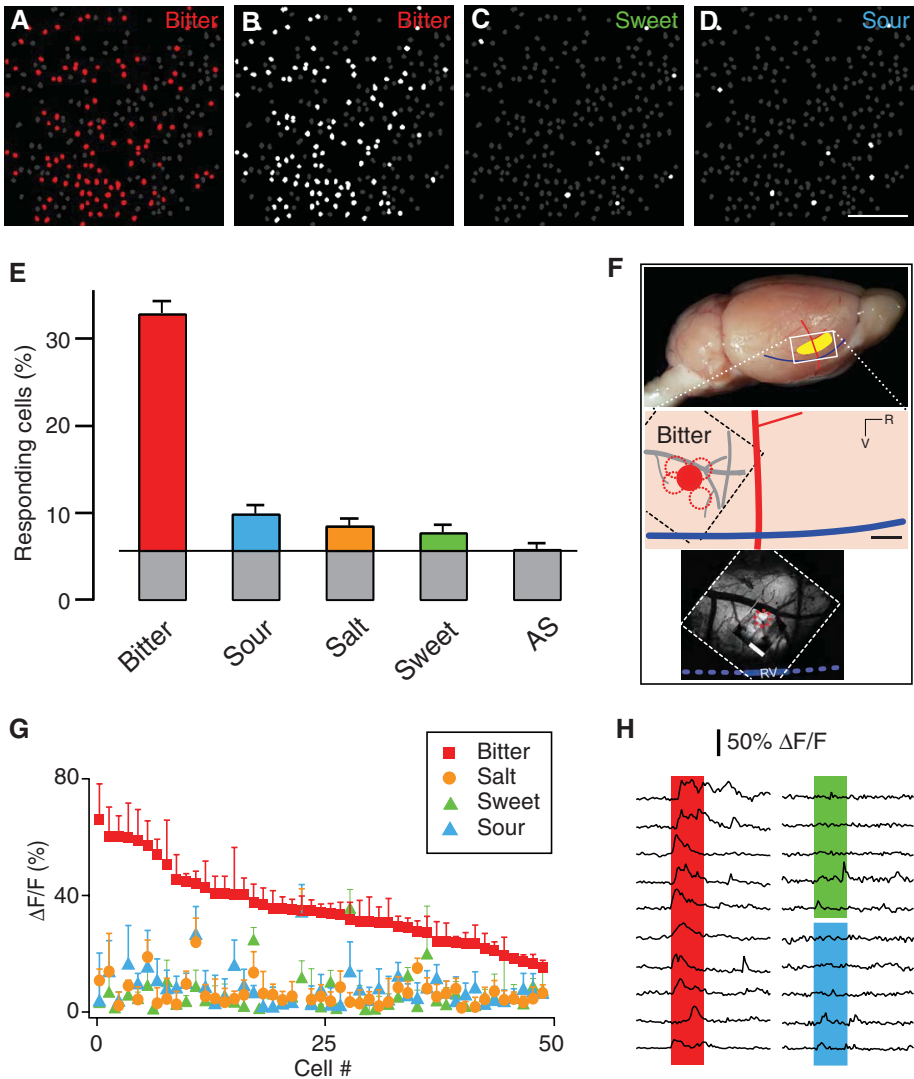 A
Bitter
B
Bitter
C
Sweet
D
Sour
E
Responding cells (%)
30
20
10
0
Bitter
Sour
Salt
Sweet
AS
F
Bitter
R
V
RV
G
ΔF/F (%)
80
40
0
0
25
50
Cell #
Bitter
Salt
Sweet
Sour
H
50% ΔF/F